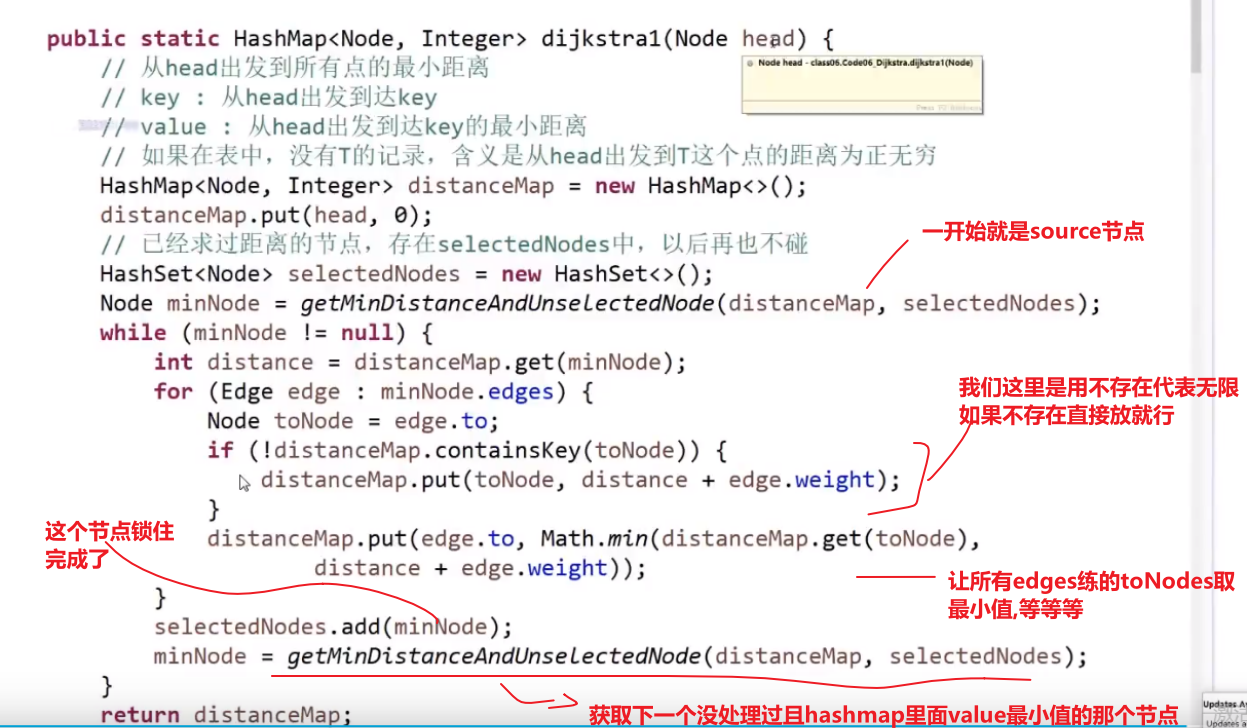 public static HashMap<Node, Integer> dijkstra1(Node head) {
Node head - class06.Code06_Dijkstra.dijkstra1(Node)
// 从head出发到所有点的最小距离
// key : 从head出发到达key
// value : 从head出发到达key的最小距离
// 如果在表中，没有T的记录，含义是从head出发到T这个点的距离为正无穷
HashMap<Node, Integer> distanceMap = new HashMap<>();
distanceMap.put(head, 0);
// 已经求过距离的节点，存在selectedNodes中，以后再也不碰
一开始就是source节点
HashSet<Node> selectedNodes = new HashSet<>();
Node minNode = getMinDistanceAndUnselectedNode(distanceMap, selectedNodes);
while (minNode != null) {
int distance = distanceMap.get(minNode);
for (Edge edge : minNode.edges) {
我们这里是用不存在代表无限
如果不存在直接放就行
Node toNode = edge.to;
if (!distanceMap.containsKey(toNode)) {
distanceMap.put(toNode, distance + edge.weight);
}
这个节点锁住
完成了
distanceMap.put(edge.to, Math.min(distanceMap.get(toNode),
distance + edge.weight));
让所有edges练的toNodes取
最小值,等等等
}
selectedNodes.add(minNode);
minNode = getMinDistanceAndUnselectedNode(distanceMap, selectedNodes);
}
获取下一个没处理过且hashmap里面value最小值的那个节点
return distanceMap;